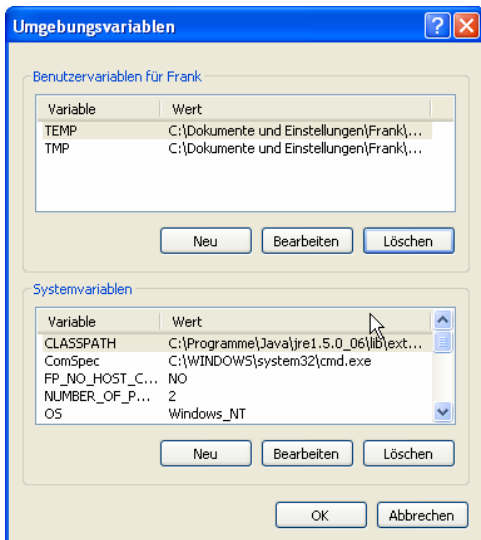 Umgebungsvariablen
Benutzervariablen für Frank
Variable Wert
TEMP C:\Dokumente und Einstellungen\Frank\...
TMP C:\Dokumente und Einstellungen\Frank\...
Neu Bearbeiten Löschen
Systemvariablen
Variable Wert
CLASSPATH C:\Programme\Java\jre1.5.0_06\lib\ext...
ComSpec C:\WINDOWS\system32\cmd.exe
FP_NO_HOST_C... NO
NUMBER_OF_P... 2
OS Windows_NT
Neu Bearbeiten Löschen
OK Abbrechen